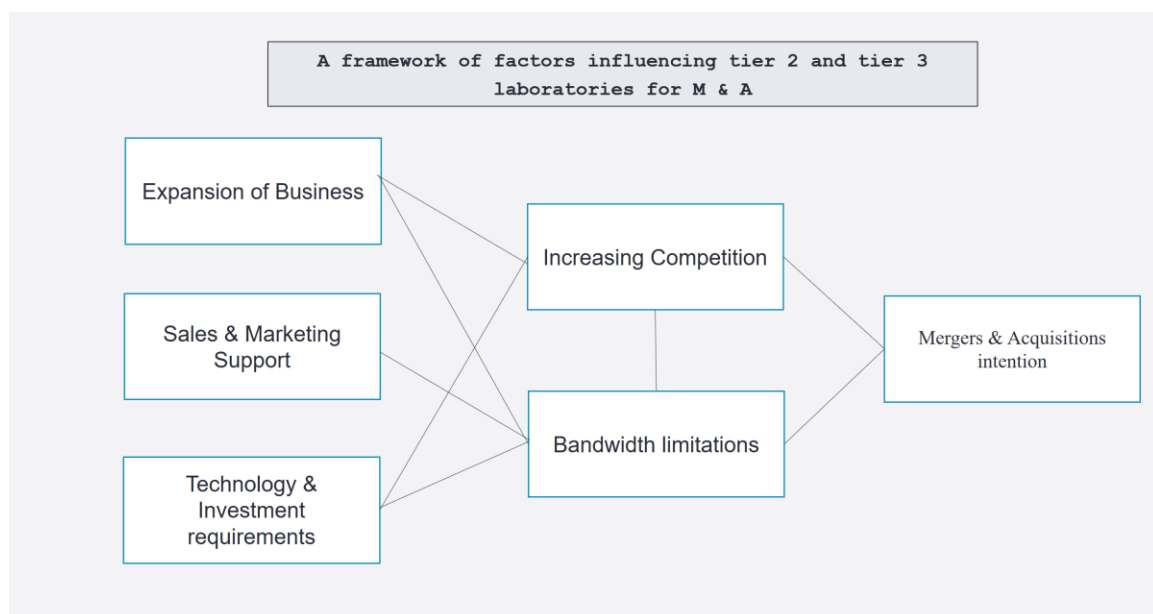 A framework of factors influencing tier 2 and tier 3
laboratories for M & A
Expansion of Business
Sales & Marketing
Support
Technology &
Investment
requirements
Increasing Competition
Bandwidth limitations
Mergers & Acquisitions
intention